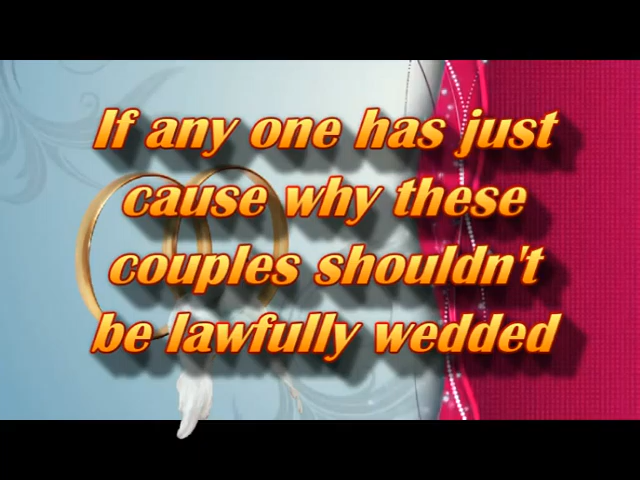 If any one has just
cause why these
couples shouldn't
be lawfully wedded